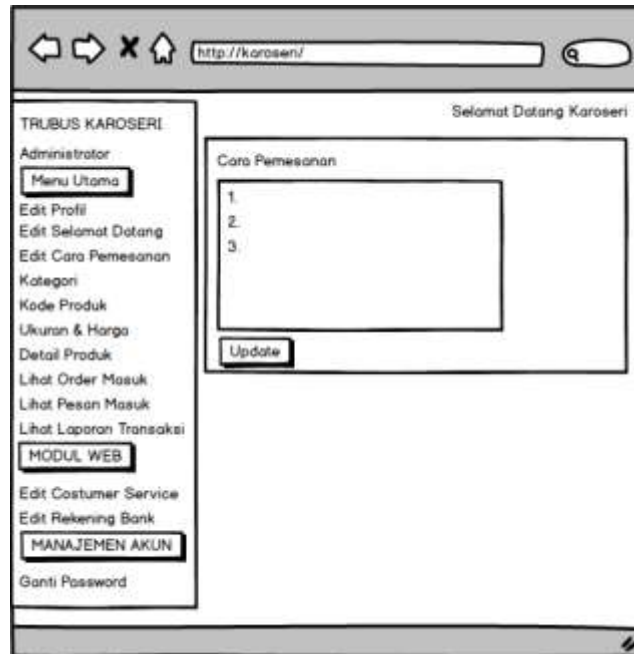 http://karoseri/
Selamat Datang Karoseri
TRUBUS KAROSERI
Administrator
Menu Utama
Edit Profil
Edit Selamat Datang
Edit Cara Pemesanan
Kategori
Kode Produk
Ukuran & Harga
Detail Produk
Lihat Order Masuk
Lihat Pesan Masuk
Lihat Laporan Transaksi
MODUL WEB
Edit Costumer Service
Edit Rekening Bank
MANAJEMEN AKUN
Ganti Password
Cara Pemesanan
1.
2.
3.
Update